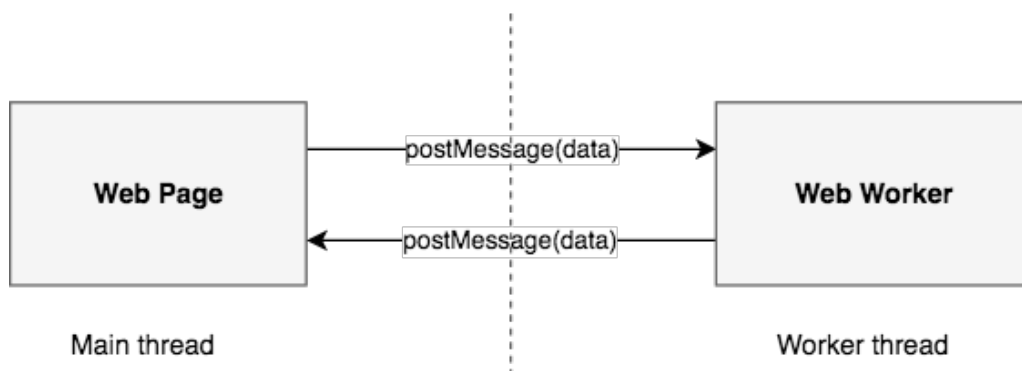 postMessage(data)
Web Page
Web Worker
postMessage(data)
Main thread
Worker thread